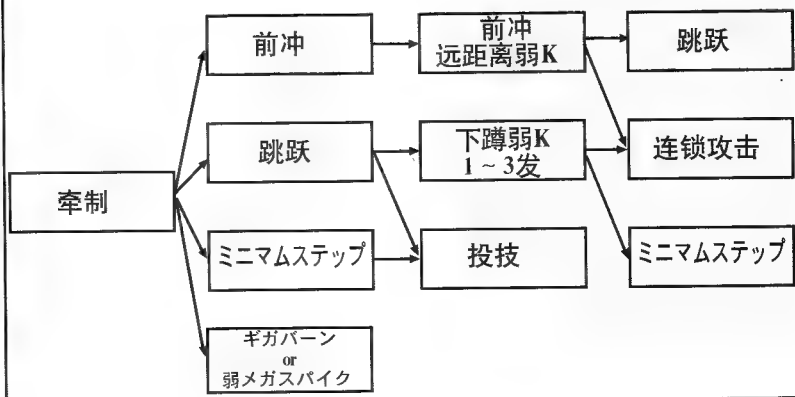 前冲
前冲
远距离弱K
跳跃
跳跃
下蹲弱K
1~3发
连锁攻击
牵制
ミニマムステップ
投技
ミニマムステップ
ギガバーン
or
弱メガスパイク